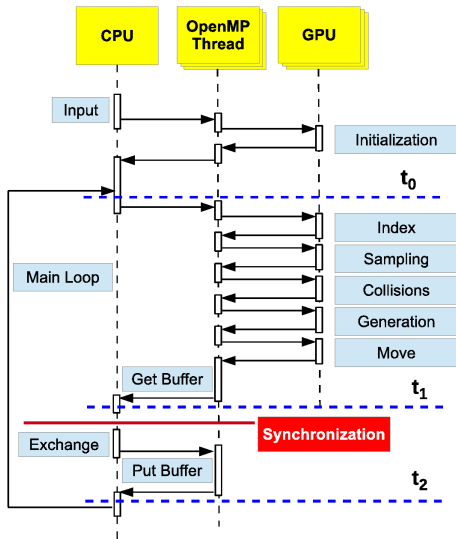 CPU
OpenMP
Thread
GPU
Input
Initialization
t0
Index
Sampling
Main Loop
Collisions
Generation
Move
Get Buffer
t1
Synchronization
Exchange
Put Buffer
t2